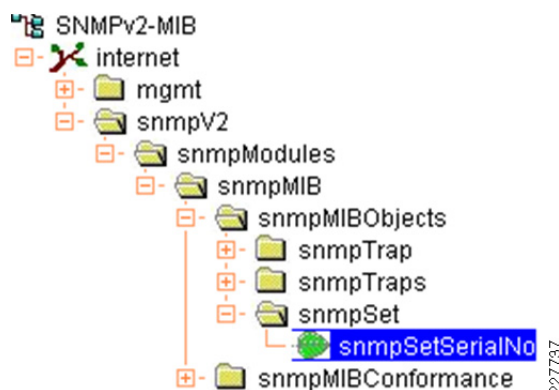 SNMPv2-MIB
internet
mgmt
snmpV2
snmpModules
snmpMIB
snmpMIBObjects
snmpTrap
snmpTraps
snmpSet
snmpSetSerialNo
snmpMIBConformance